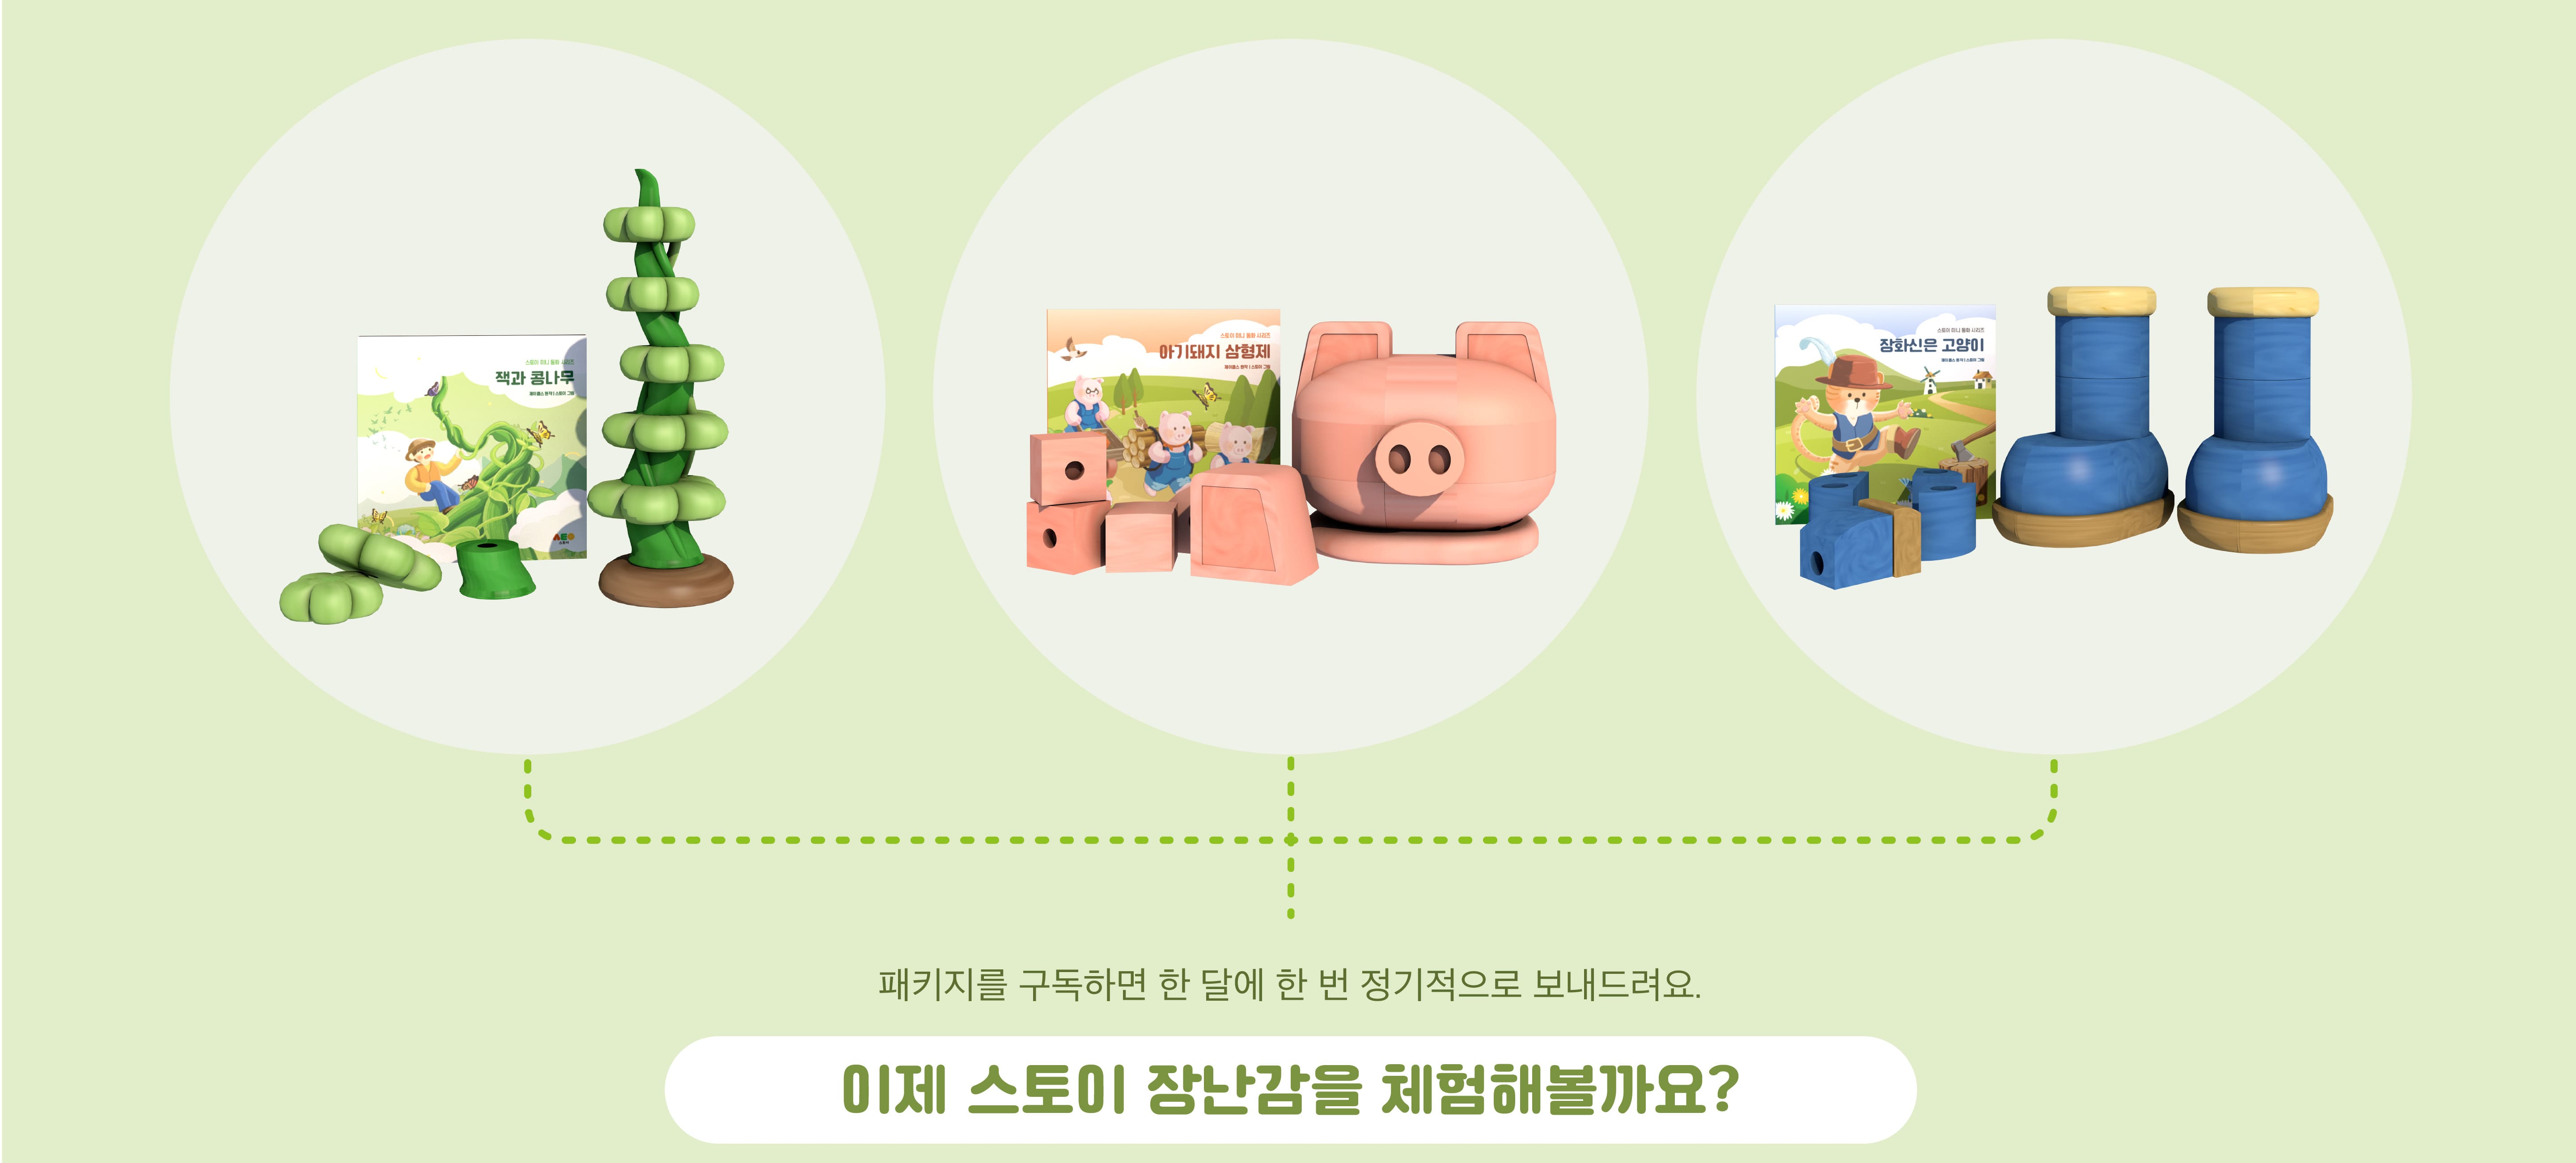 스토이 미니 동화 시리즈
잭과 콩나무
스토이
스토이 미니 동화 시리즈
아기돼지 삼형제
스토이 미니 동화 시리즈
장화신은 고양이
패키지를 구독하면 한 달에 한 번 정기적으로 보내드려요.
이제 스토이 장난감을 체험해볼까요?